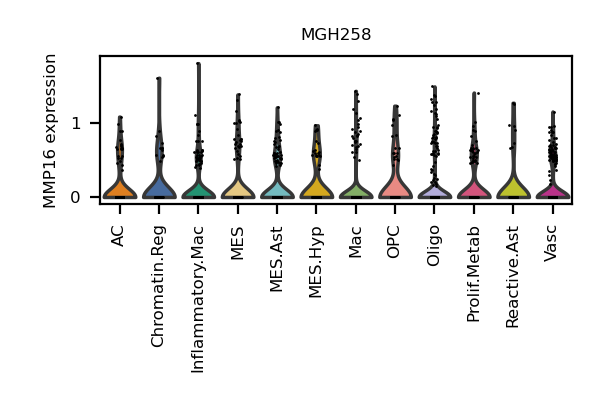 MGH258
MMP16 expression
1
0
AC
Chromatin.Reg
Inflammatory.Mac
MES
MES.Ast
MES.Hyp
Mac
OPC
Oligo
Prolif.Metab
Reactive.Ast
Vasc